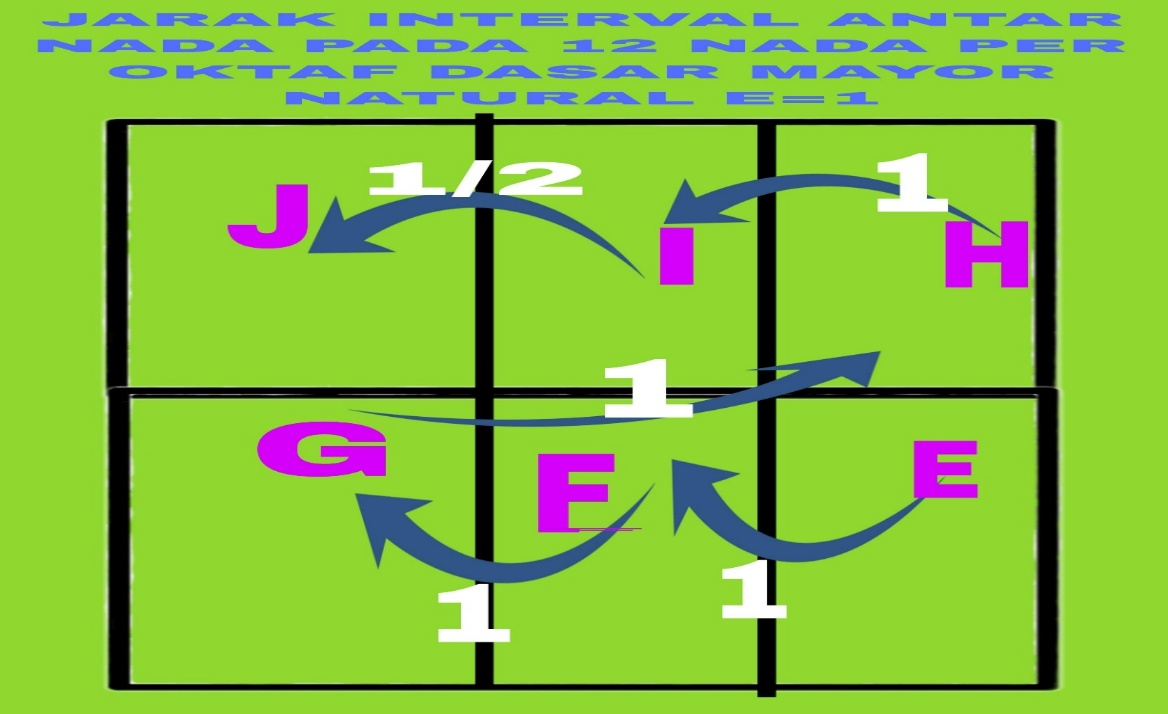 JARAK INTERVAL ANTAR
NADA PADA 12 NADA PER
OKTAF DASAR MAYOR
NATURAL E=1
J 1/2 I 1 H
1
G F E
1 1